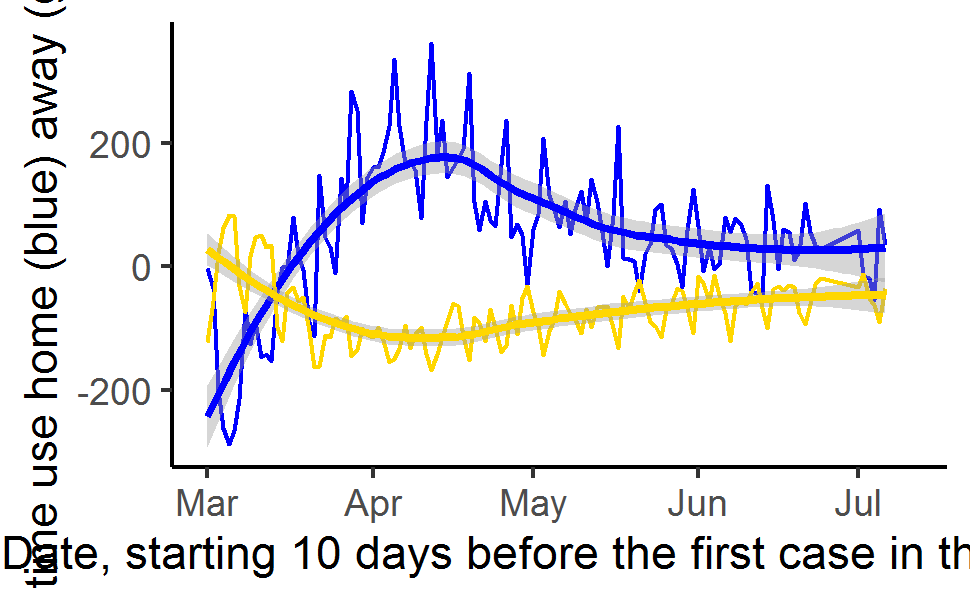 time use home (blue) away (
200
0
-200
Mar Apr May Jun Jul
Date, starting 10 days before the first case in th